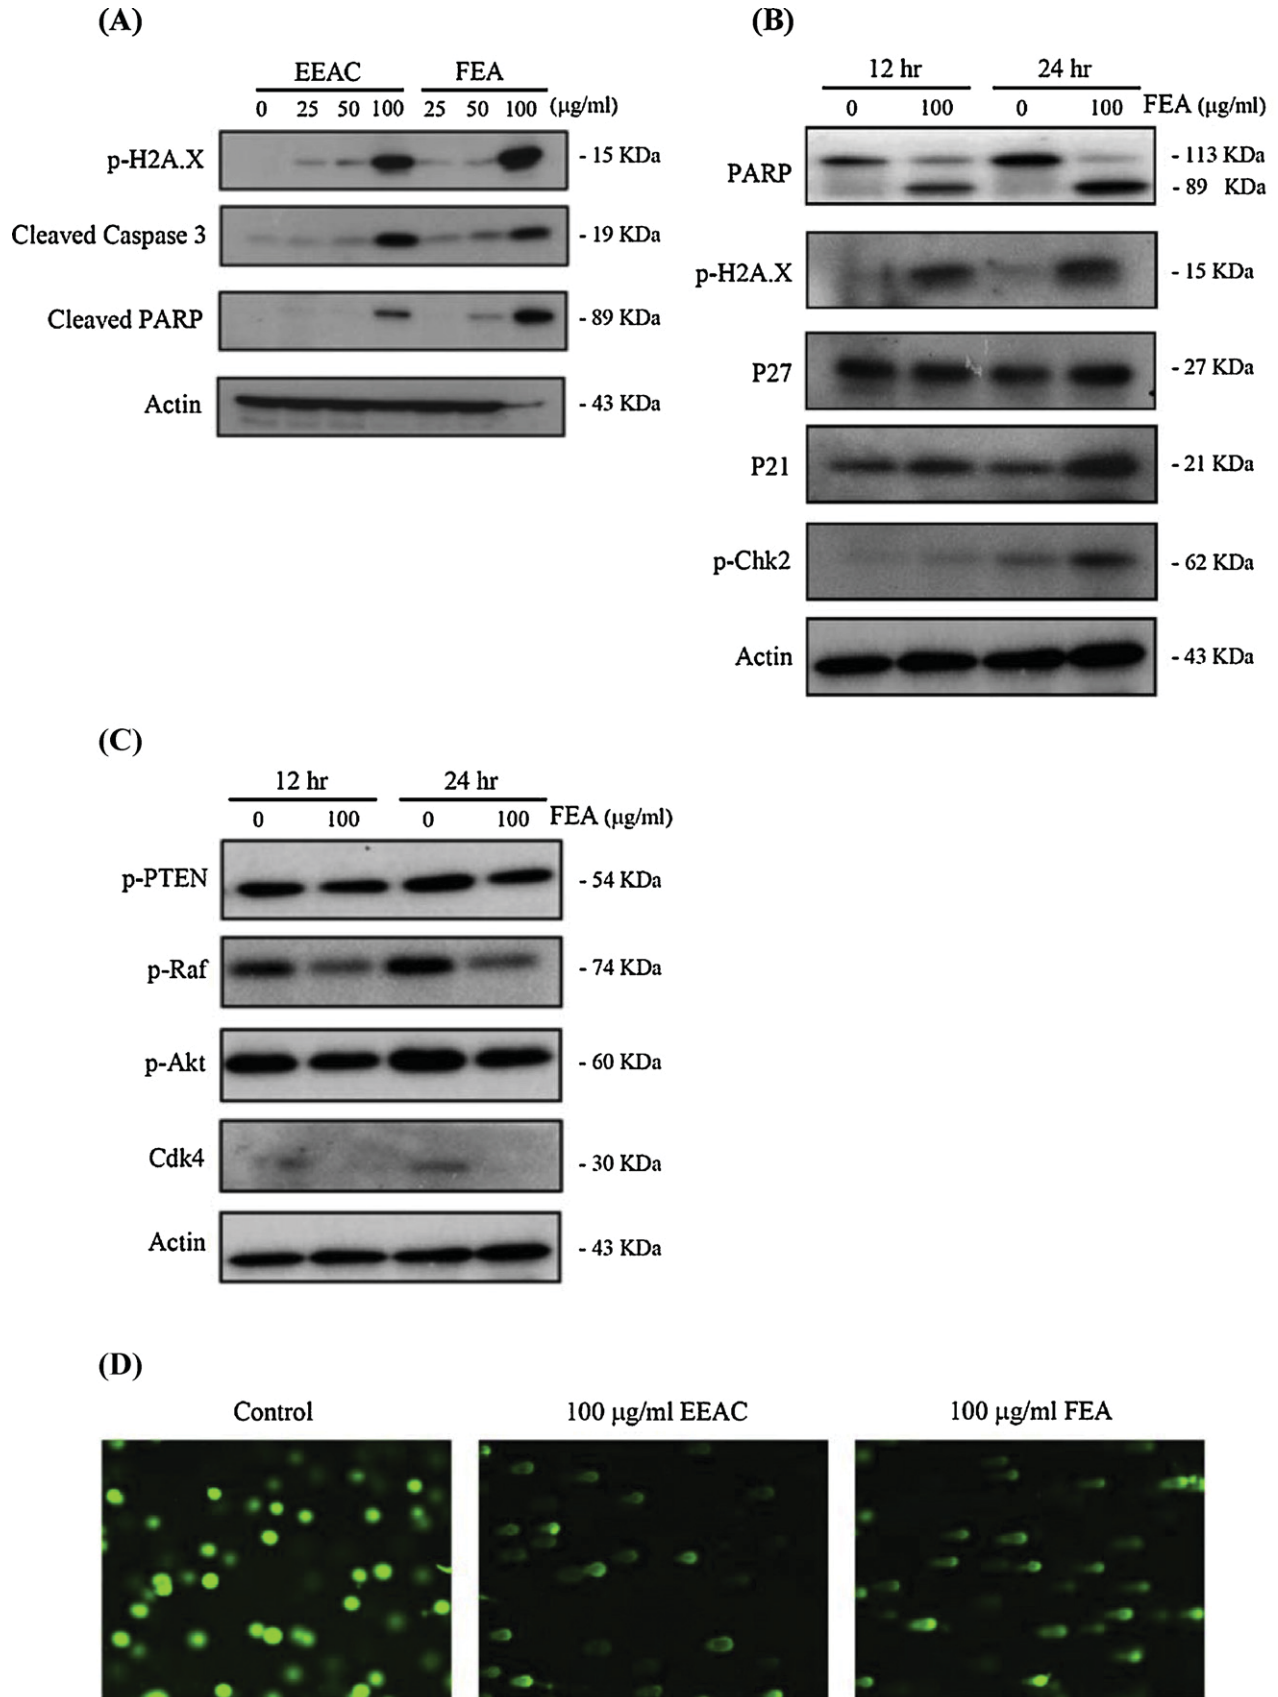 (A)
EEAC FEA
0 25 50 100 25 50 100 (μg/ml)
p-H2A.X - 15 KDa
Cleaved Caspase 3 - 19 KDa
Cleaved PARP - 89 KDa
Actin - 43 KDa
(B)
12 hr 24 hr
0 100 0 100 FEA (μg/ml)
PARP - 113 KDa
- 89 KDa
p-H2A.X - 15 KDa
P27 - 27 KDa
P21 - 21 KDa
p-Chk2 - 62 KDa
Actin - 43 KDa
(C)
12 hr 24 hr
0 100 0 100 FEA (μg/ml)
p-PTEN - 54 KDa
p-Raf - 74 KDa
p-Akt - 60 KDa
Cdk4 - 30 KDa
Actin - 43 KDa
(D)
Control 100 μg/ml EEAC 100 μg/ml FEA